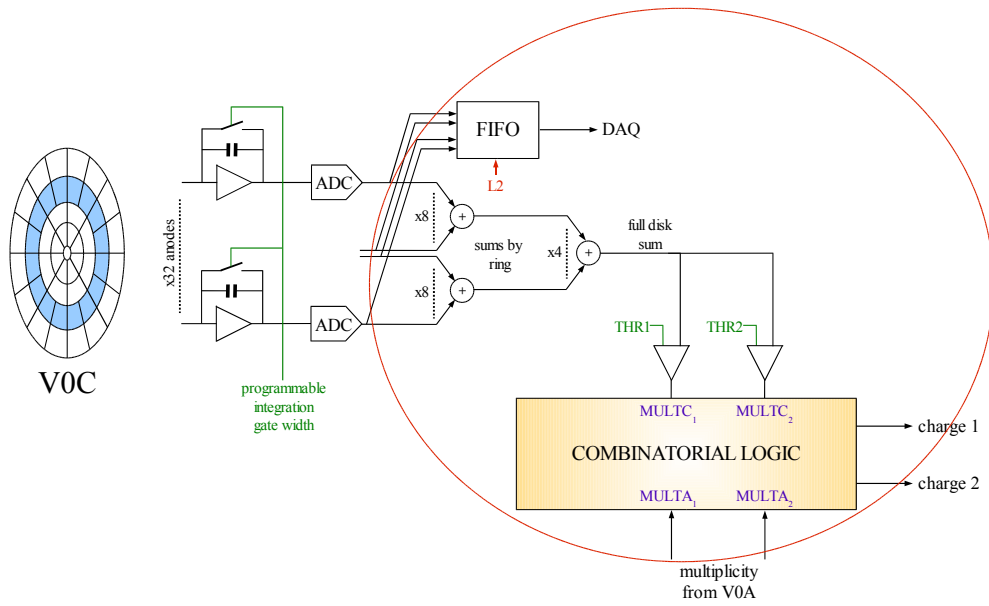 FIFO
DAQ
L2
ADC
x8
+
x32 anodes
sums by
ring
x4
+
full disk
sum
x8
+
ADC
THR1
THR2
V0C
programmable
integration
gate width
MULTC1
MULTC2
charge 1
COMBINATORIAL LOGIC
charge 2
MULTA1
MULTA2
multiplicity
from V0A